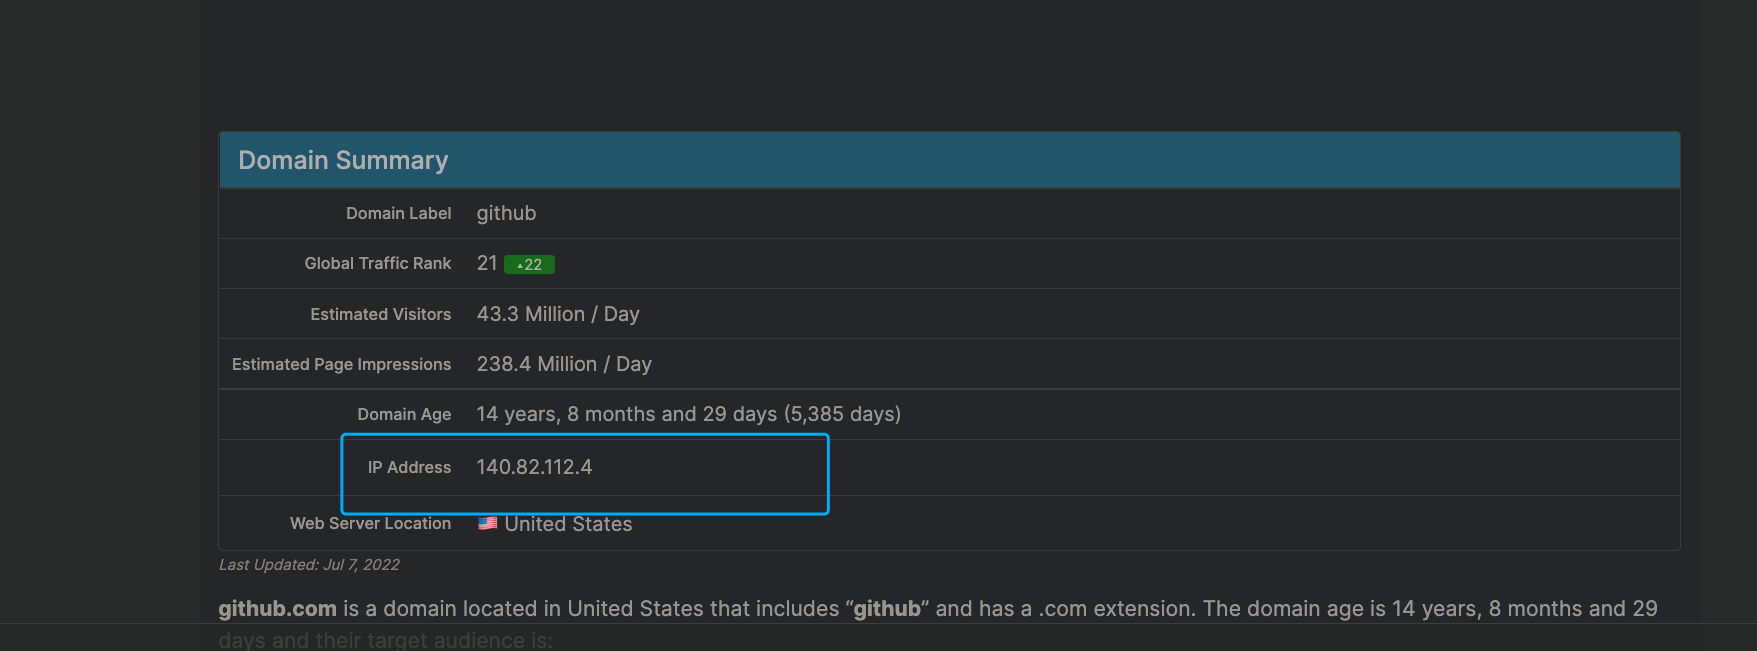 Domain Summary
Domain Label github
Global Traffic Rank 21 ▲22
Estimated Visitors 43.3 Million / Day
Estimated Page Impressions 238.4 Million / Day
Domain Age 14 years, 8 months and 29 days (5,385 days)
IP Address 140.82.112.4
Web Server Location 🇺🇸 United States
Last Updated: Jul 7, 2022
github.com is a domain located in United States that includes “github” and has a .com extension. The domain age is 14 years, 8 months and 29
days and their target audience is: